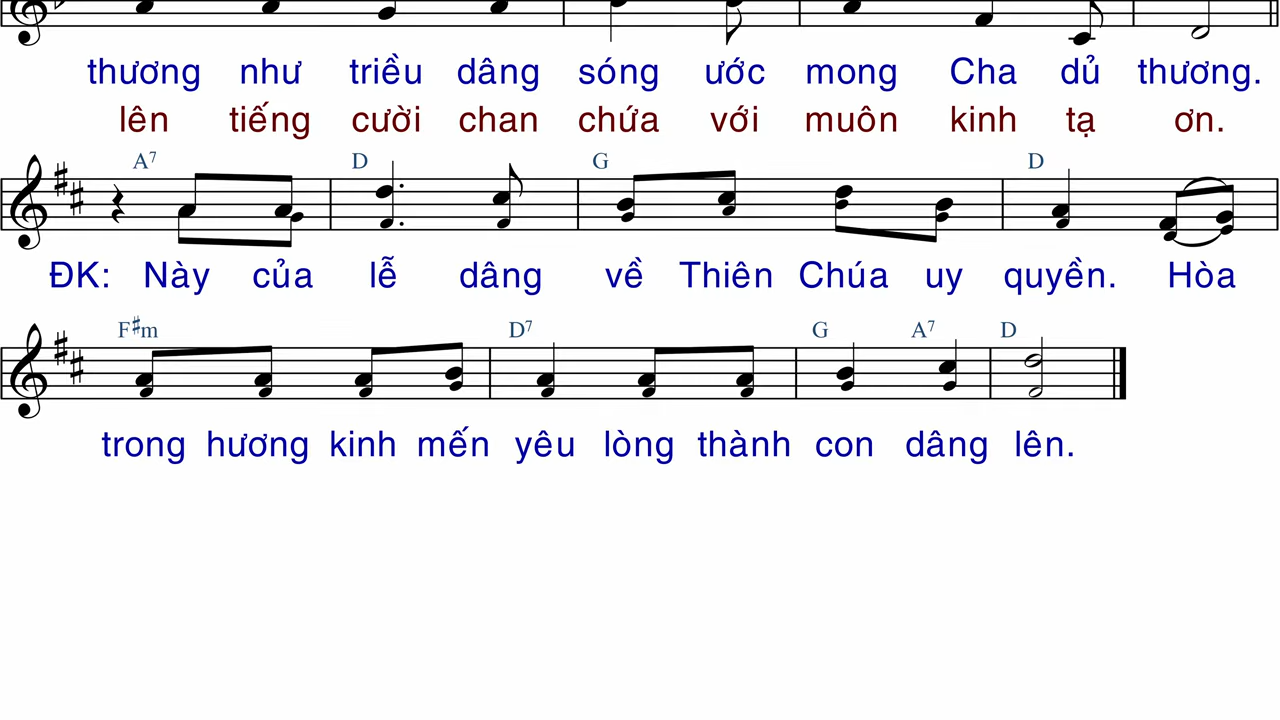 thương như triều dâng sóng ước mong Cha dủ thương.
lên tiếng cười chan chứa với muôn kinh tạ ơn.
A7 D G D
ĐK: Này của lễ dâng về Thiên Chúa uy quyền. Hòa
F#m D7 G A7 D
trong hương kinh mến yêu lòng thành con dâng lên.